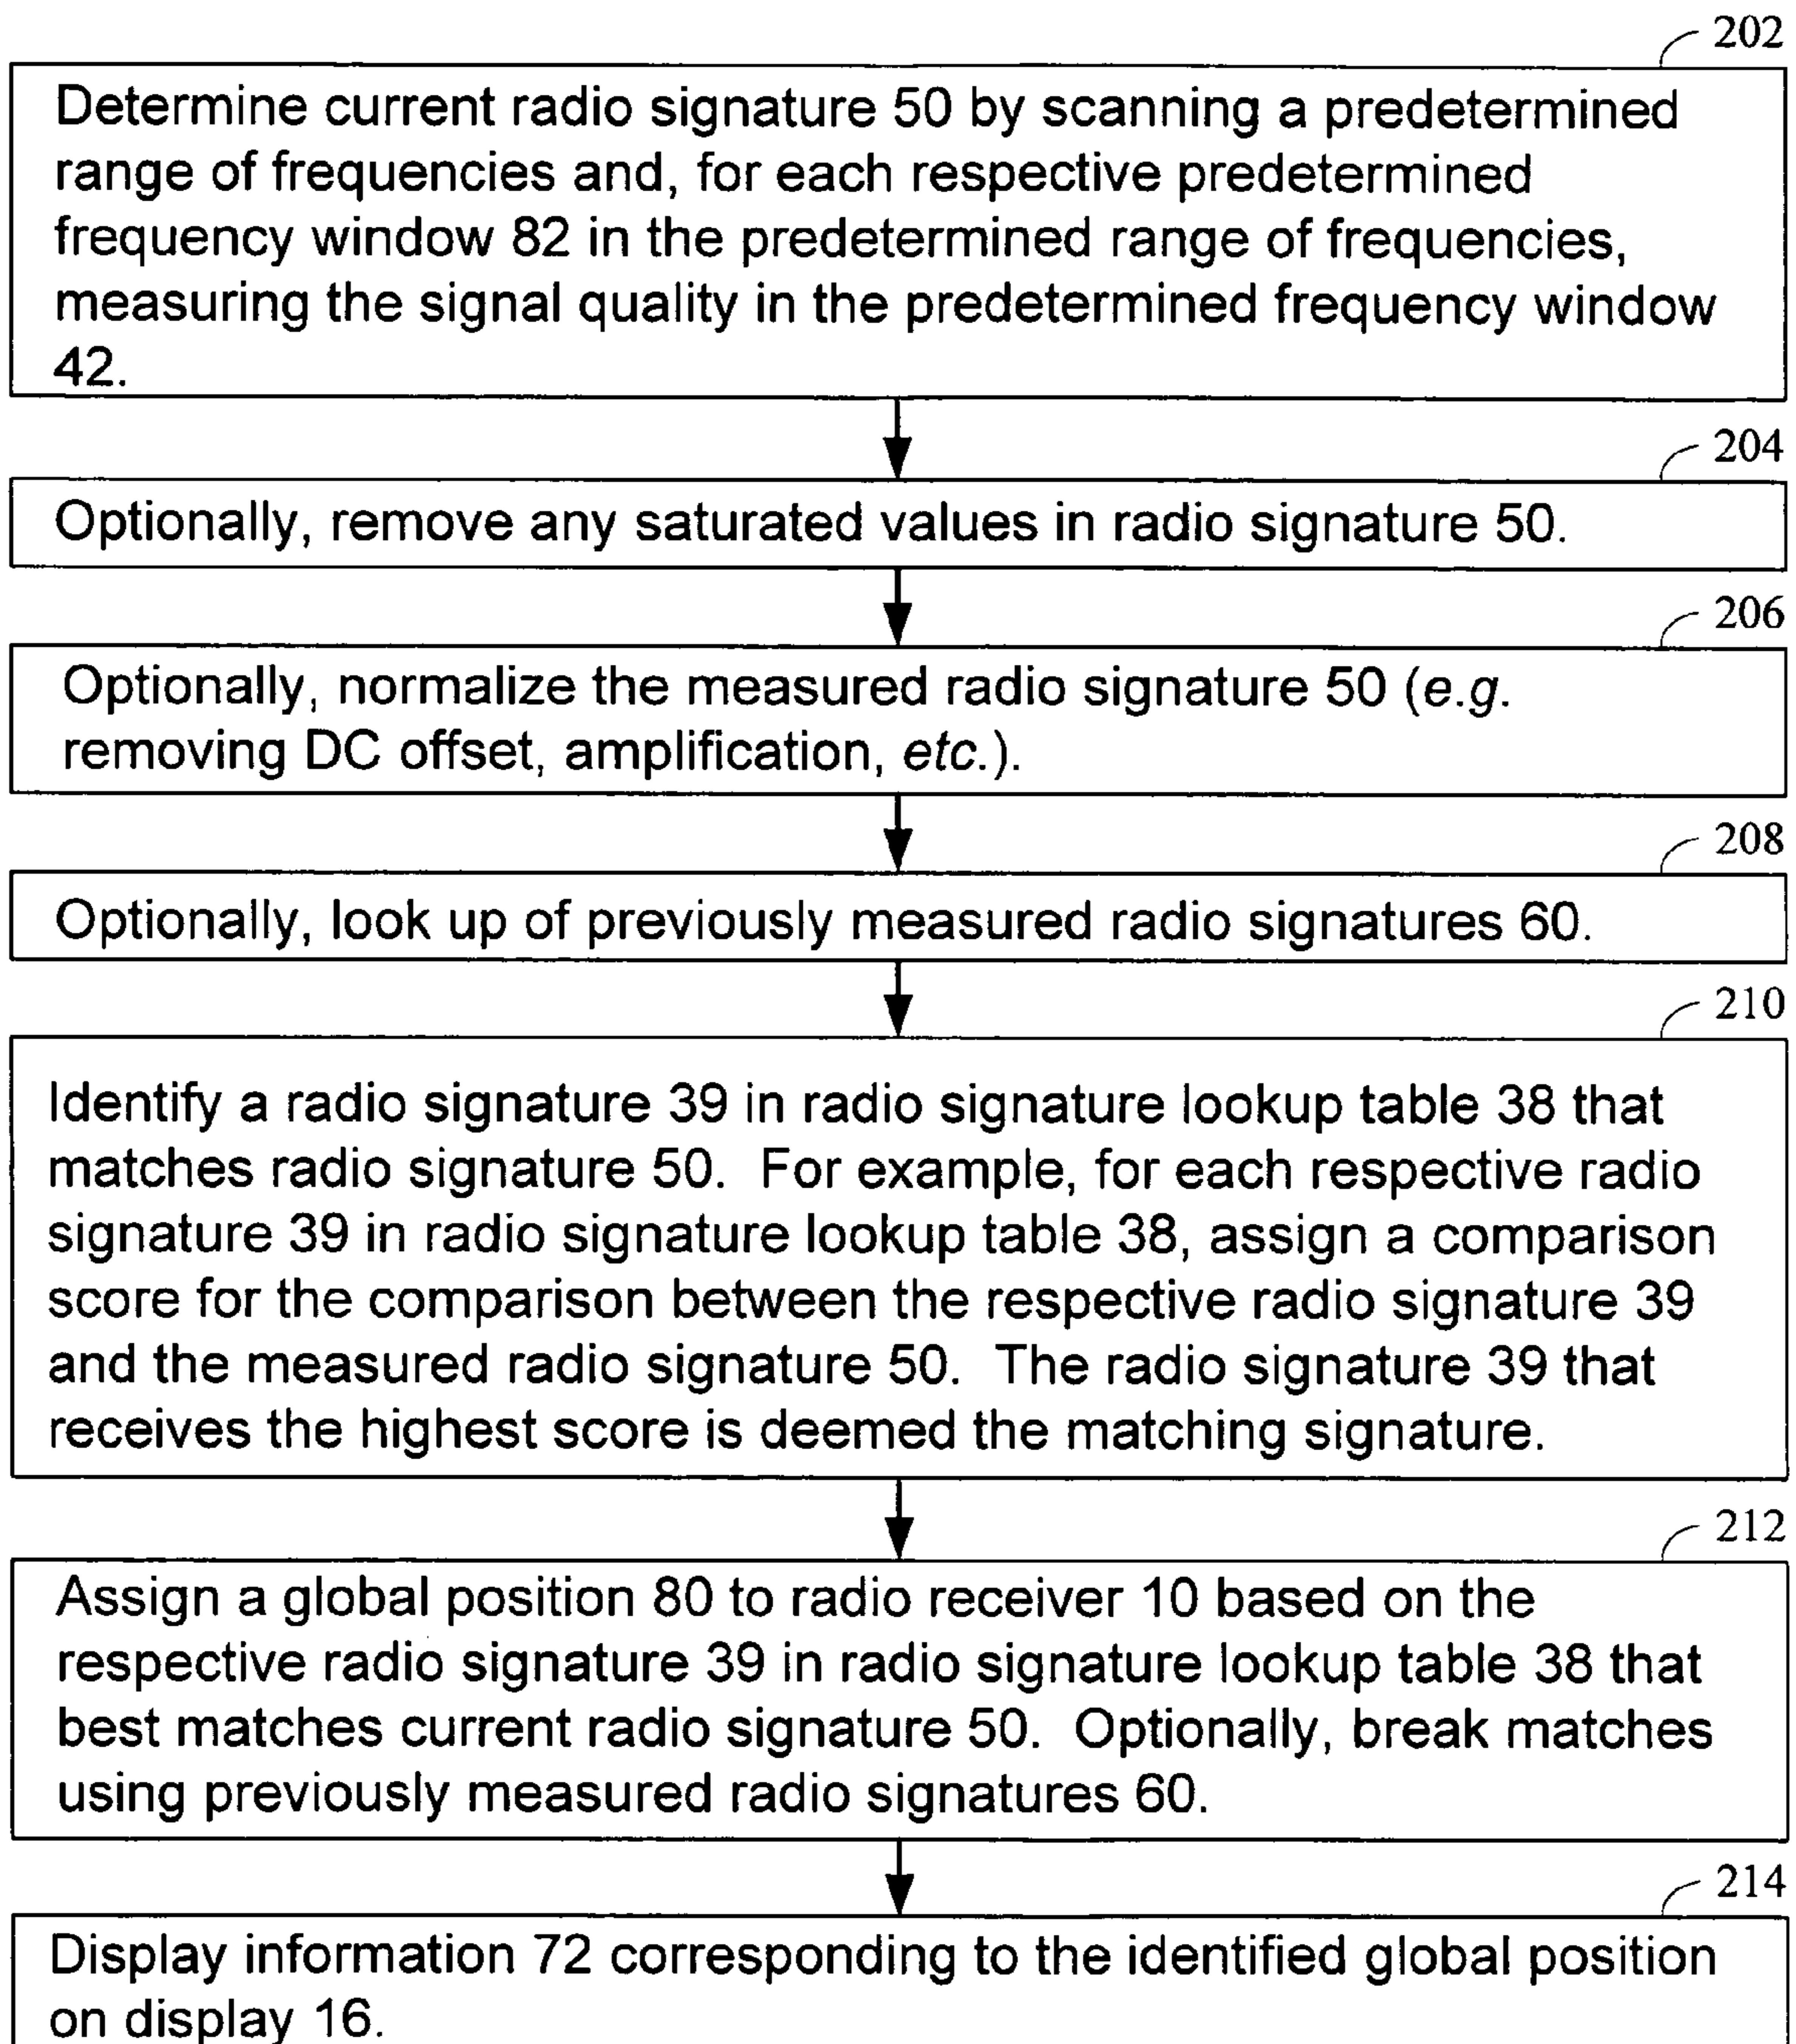 202
Determine current radio signature 50 by scanning a predetermined
range of frequencies and, for each respective predetermined
frequency window 82 in the predetermined range of frequencies,
measuring the signal quality in the predetermined frequency window
42.
204
Optionally, remove any saturated values in radio signature 50.
206
Optionally, normalize the measured radio signature 50 (e.g.
removing DC offset, amplification, etc.).
208
Optionally, look up of previously measured radio signatures 60.
210
Identify a radio signature 39 in radio signature lookup table 38 that
matches radio signature 50.  For example, for each respective radio
signature 39 in radio signature lookup table 38, assign a comparison
score for the comparison between the respective radio signature 39
and the measured radio signature 50.  The radio signature 39 that
receives the highest score is deemed the matching signature.
212
Assign a global position 80 to radio receiver 10 based on the
respective radio signature 39 in radio signature lookup table 38 that
best matches current radio signature 50.  Optionally, break matches
using previously measured radio signatures 60.
214
Display information 72 corresponding to the identified global position
on display 16.